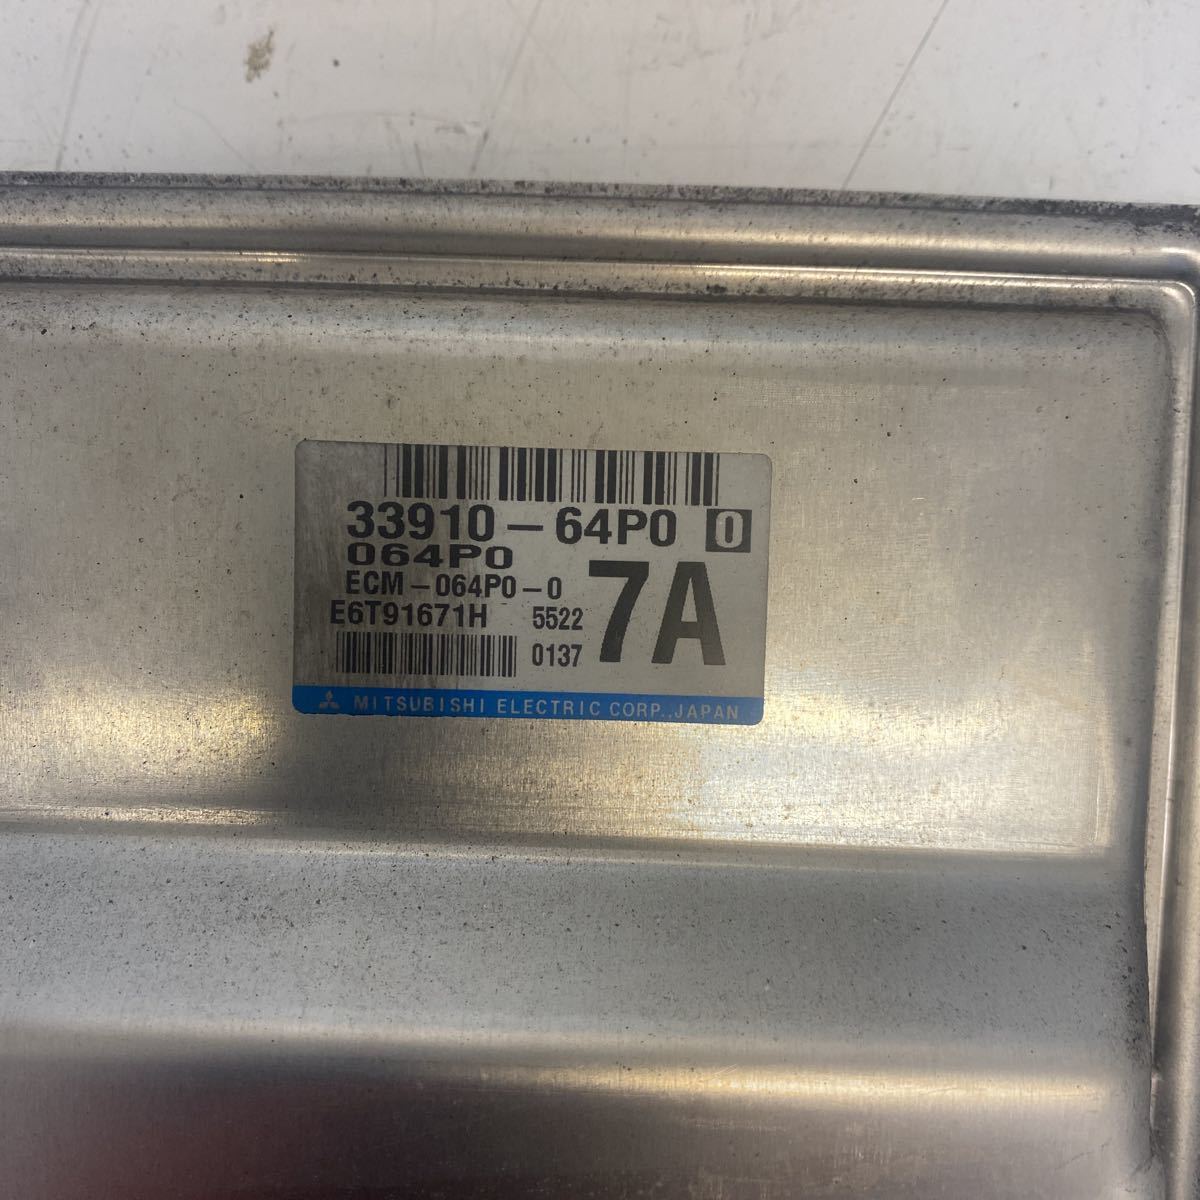 33910-64P0 0
064P0
ECM-064P0-0
E6T91671H 5522
0137
7A
MITSUBISHI ELECTRIC CORP., JAPAN